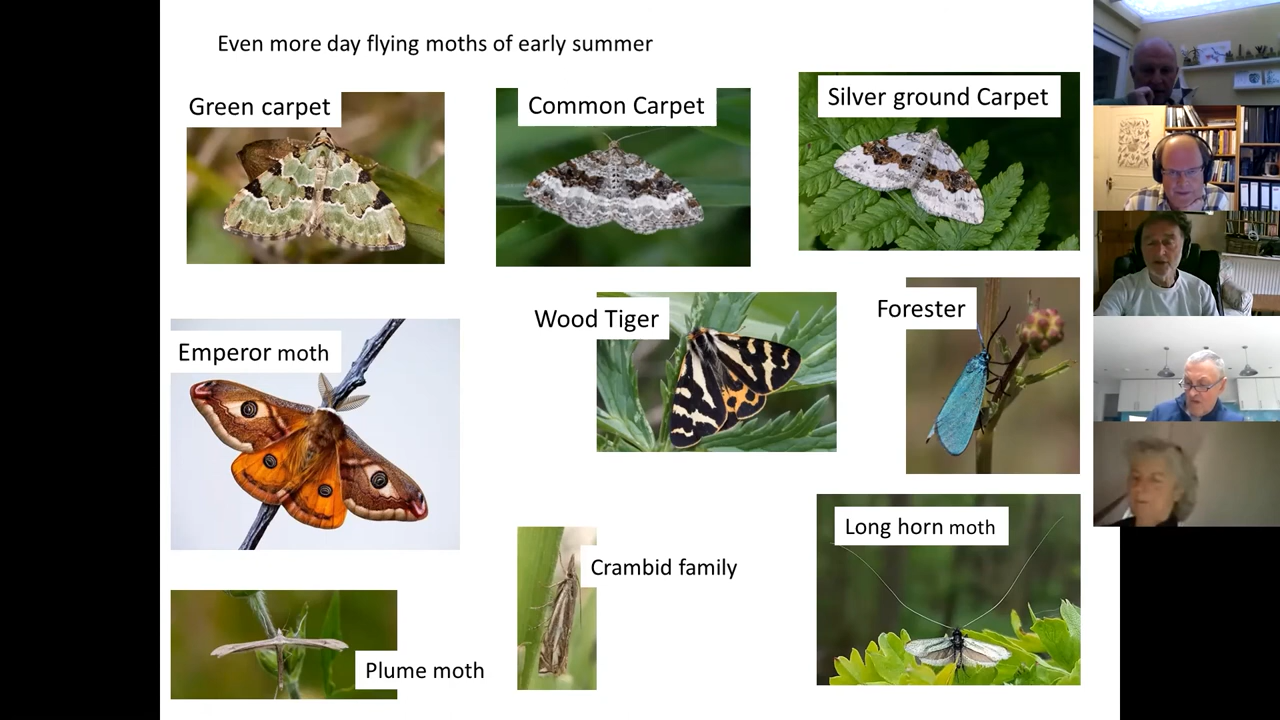 Even more day flying moths of early summer
Green carpet
Common Carpet
Silver ground Carpet
Emperor moth
Wood Tiger
Forester
Long horn moth
Crambid family
Plume moth